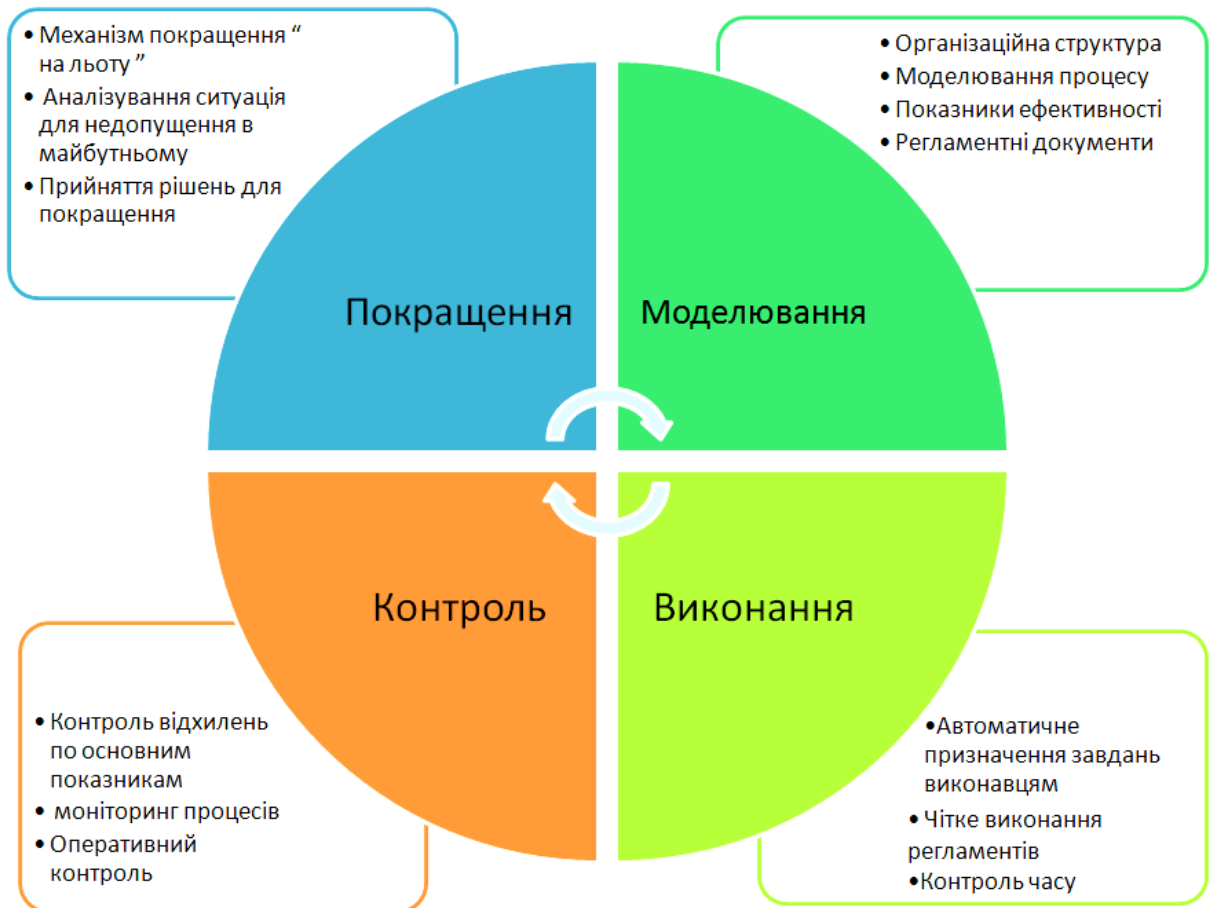 • Механізм покращення “
на льоту ”
• Аналізування ситуація
для недопущення в
майбутньому
• Прийняття рішень для
покращення
• Організаційна структура
• Моделювання процесу
• Показники ефективності
• Регламентні документи
Покращення
Моделювання
Контроль
Виконання
• Контроль відхилень
по основним
показникам
• моніторинг процесів
• Оперативний
контроль
•Автоматичне
призначення завдань
виконавцям
• Чітке виконання
регламентів
•Контроль часу